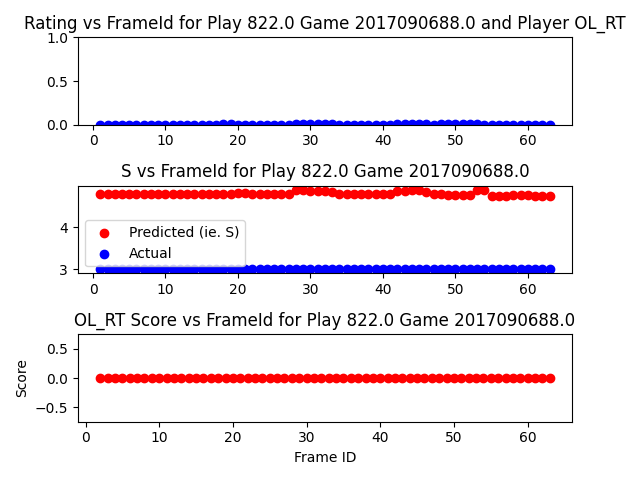 Rating vs FrameId for Play 822.0 Game 2017090688.0 and Player OL_RT
1.0
0.5
0.0
0 10 20 30 40 50 60
S vs FrameId for Play 822.0 Game 2017090688.0
4
3
Predicted (ie. S)
Actual
0 10 20 30 40 50 60
OL_RT Score vs FrameId for Play 822.0 Game 2017090688.0
Score
0.5
0.0
−0.5
0 10 20 30 40 50 60
Frame ID